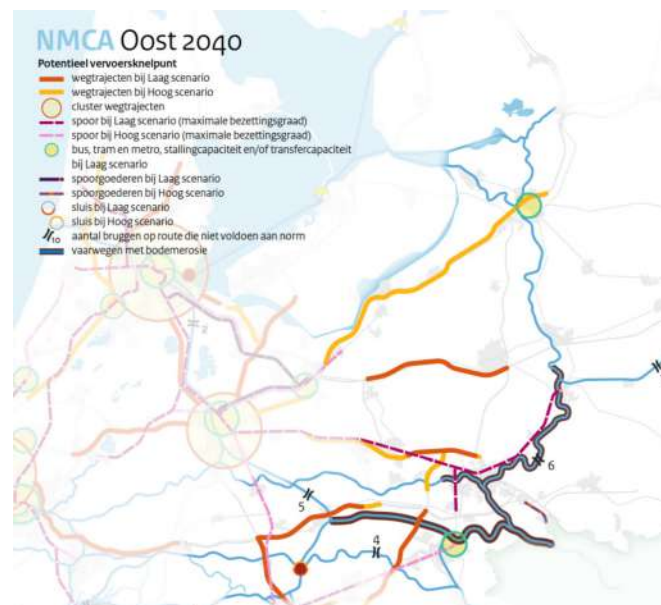 NMCA Oost 2040
Potentieel vervoersknelpunt
wegtrajecten bij Laag scenario
wegtrajecten bij Hoog scenario
cluster wegtrajecten
spoor bij Laag scenario (maximale bezettingsgraad)
spoor bij Hoog scenario (maximale bezettingsgraad)
bus, tram en metro, stallingcapaciteit en/of transfercapaciteit
bij Laag scenario
spoorgoederen bij Laag scenario
spoorgoederen bij Hoog scenario
sluis bij Laag scenario
sluis bij Hoog scenario
10 aantal bruggen op route die niet voldoen aan norm
vaarwegen met bodemerosie
2
6
5
4